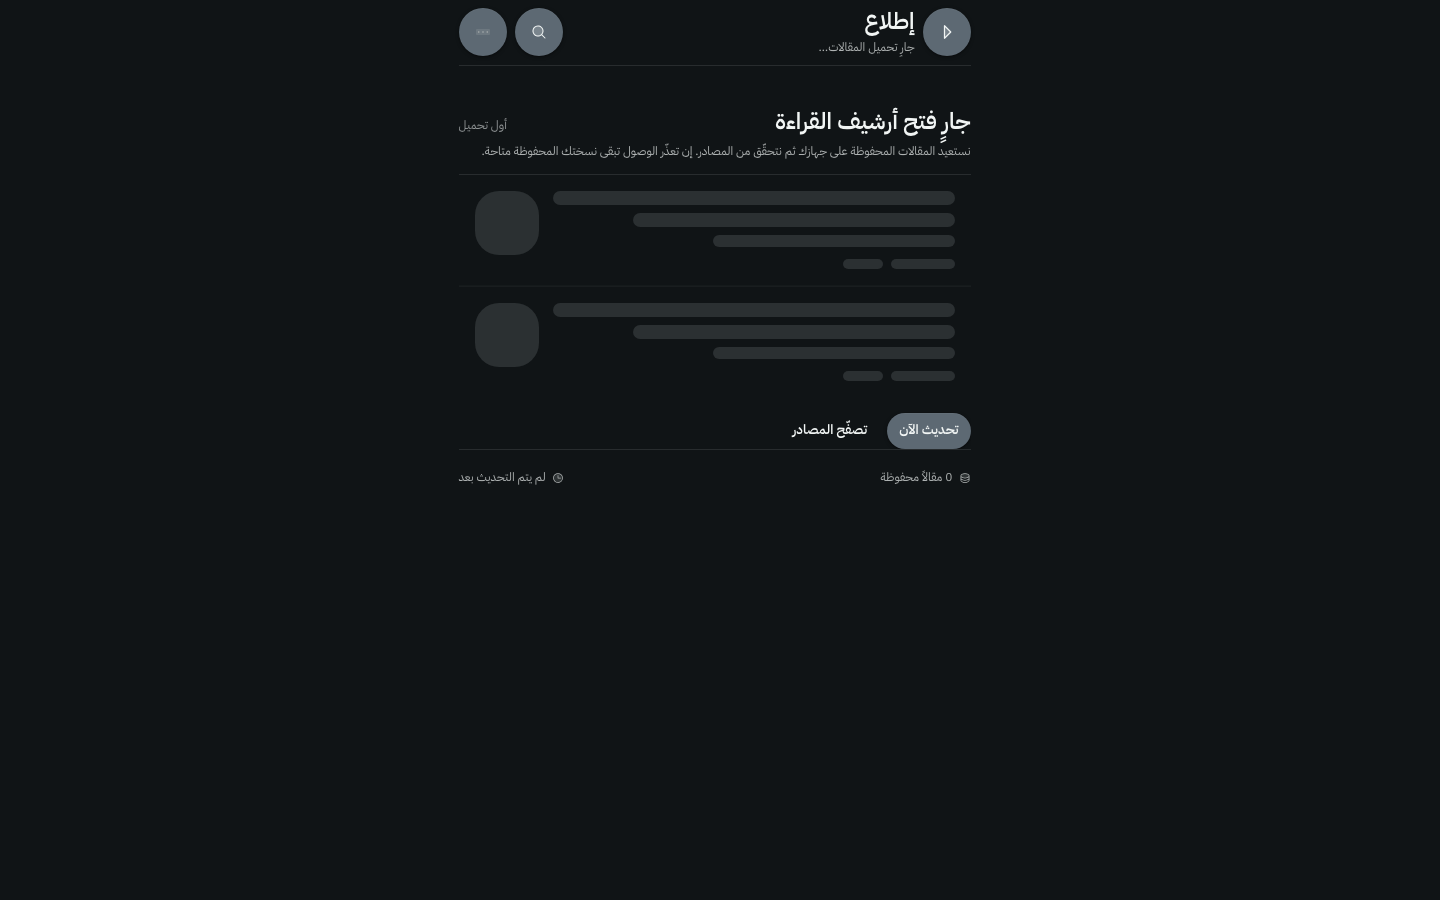 إطلاع
جارِ تحميل المقالات...
جارٍ فتح أرشيف القراءة
أول تحميل
نستعيد المقالات المحفوظة على جهازك ثم نتحقّق من المصادر. إن تعذّر الوصول تبقى نسختك المحفوظة متاحة.
تحديث الآن
تصفّح المصادر
0 مقالاً محفوظة
لم يتم التحديث بعد